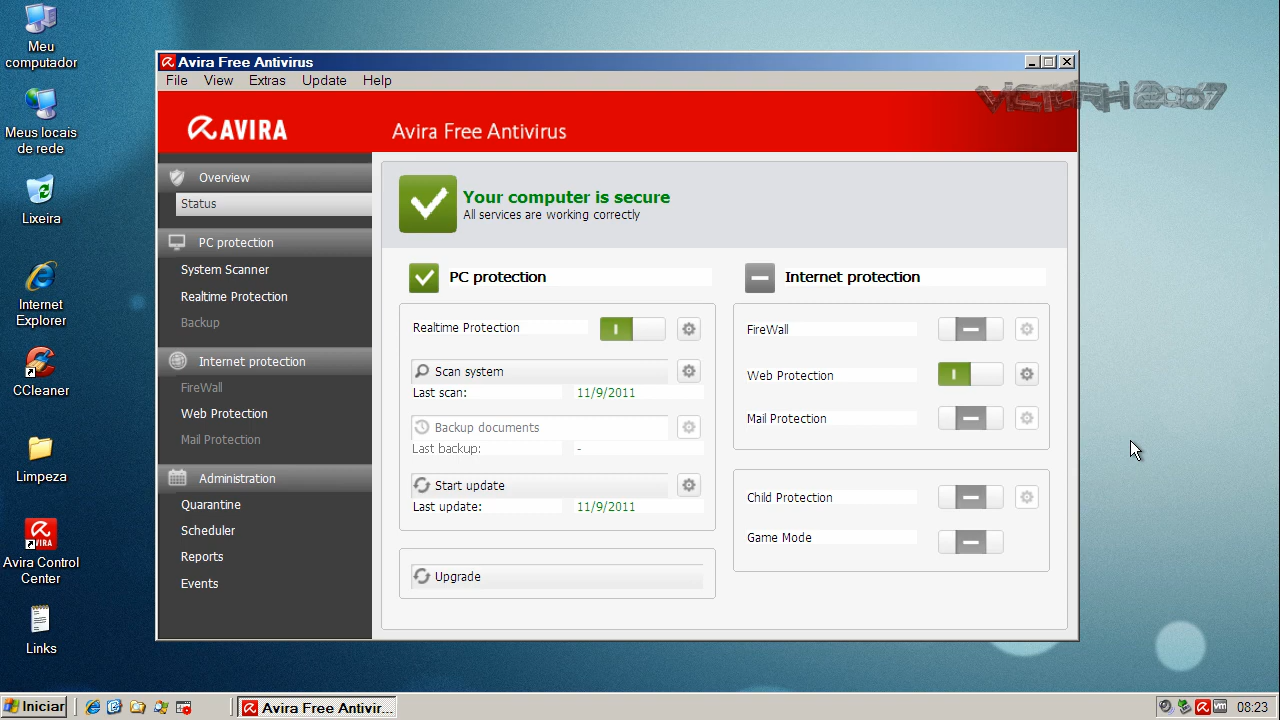 Meu
computador
Meus locais
de rede
Lixeira
Internet
Explorer
CCleaner
Limpeza
AVIRA
Avira Control
Center
Links
Avira Free Antivirus
File View Extras Update Help
VICTORH2007
AVIRA
Avira Free Antivirus
Overview
Status
PC protection
System Scanner
Realtime Protection
Backup
Internet protection
FireWall
Web Protection
Mail Protection
Administration
Quarantine
Scheduler
Reports
Events
Your computer is secure
All services are working correctly
PC protection
Realtime Protection
Scan system
Last scan: 11/9/2011
Backup documents
Last backup: -
Start update
Last update: 11/9/2011
Upgrade
Internet protection
FireWall
Web Protection
Mail Protection
Child Protection
Game Mode
Iniciar
Avira Free Antivir...
08:23